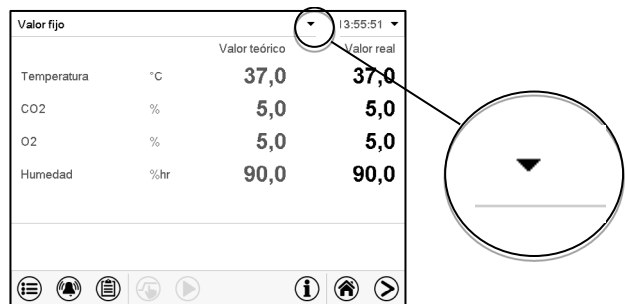 Valor fijo 13:55:51
Valor teórico Valor real
Temperatura °C 37,0 37,0
CO2 % 5,0 5,0
O2 % 5,0 5,0
Humedad %hr 90,0 90,0